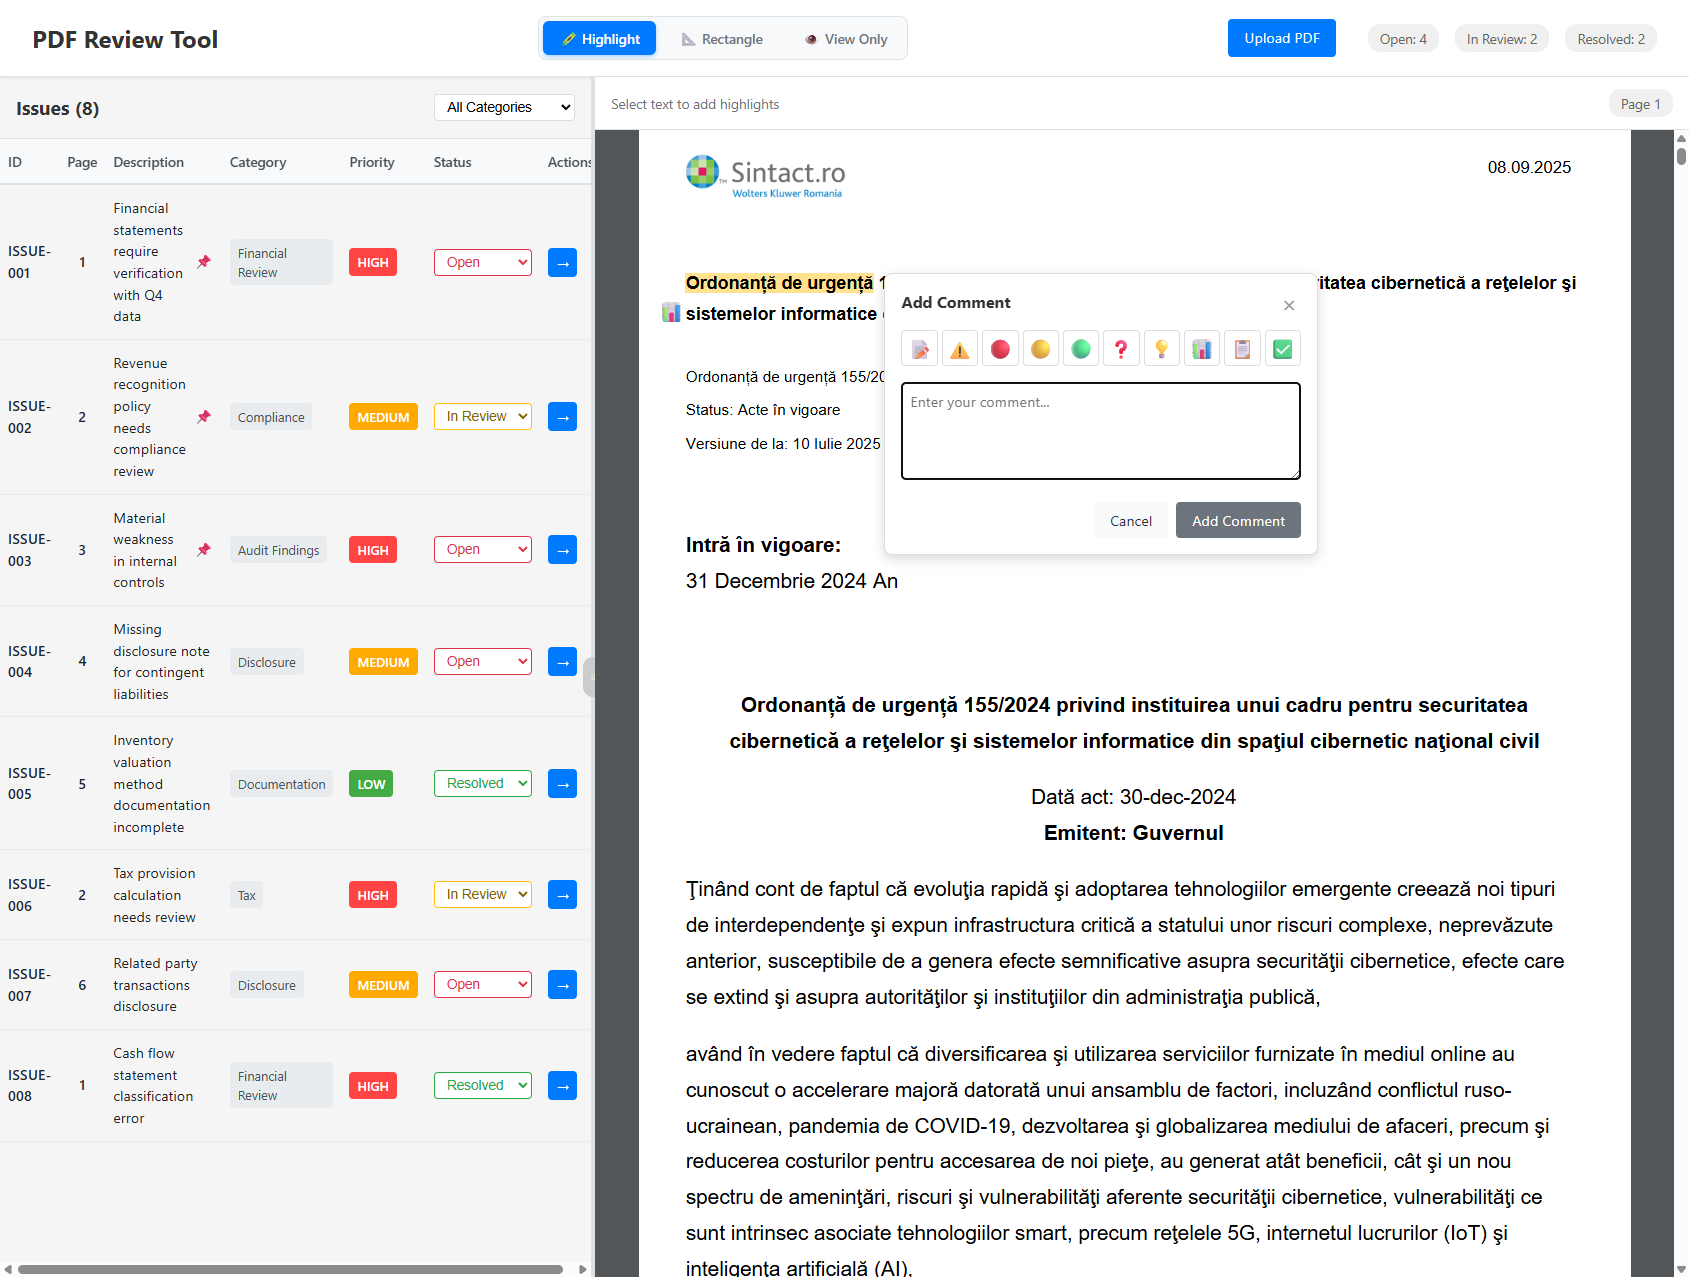 PDF Review Tool
Highlight
Rectangle
View Only
Upload PDF
Open: 4
In Review: 2
Resolved: 2
Issues (8)
All Categories
ID Page Description Category Priority Status Actions
ISSUE-001
1
Financial statements require verification with Q4 data
Financial Review
HIGH
Open
→
ISSUE-002
2
Revenue recognition policy needs compliance review
Compliance
MEDIUM
In Review
→
ISSUE-003
3
Material weakness in internal controls
Audit Findings
HIGH
Open
→
ISSUE-004
4
Missing disclosure note for contingent liabilities
Disclosure
MEDIUM
Open
→
ISSUE-005
5
Inventory valuation method documentation incomplete
Documentation
LOW
Resolved
→
ISSUE-006
2
Tax provision calculation needs review
Tax
HIGH
In Review
→
ISSUE-007
6
Related party transactions disclosure
Disclosure
MEDIUM
Open
→
ISSUE-008
1
Cash flow statement classification error
Financial Review
HIGH
Resolved
→
Select text to add highlights
Page 1
Sintact.ro
™
Wolters Kluwer Romania
08.09.2025
Ordonanță de urgență 1
itatea cibernetică a reţelelor şi
sistemelor informatice
Ordonanță de urgență 155/20
Status: Acte în vigoare
Versiune de la: 10 Iulie 2025
Add Comment
×
Enter your comment...
Cancel
Add Comment
Intră în vigoare:
31 Decembrie 2024 An
Ordonanță de urgență 155/2024 privind instituirea unui cadru pentru securitatea
cibernetică a reţelelor şi sistemelor informatice din spaţiul cibernetic naţional civil
Dată act: 30-dec-2024
Emitent: Guvernul
Ţinând cont de faptul că evoluţia rapidă şi adoptarea tehnologiilor emergente creează noi tipuri
de interdependenţe şi expun infrastructura critică a statului unor riscuri complexe, neprevăzute
anterior, susceptibile de a genera efecte semnificative asupra securităţii cibernetice, efecte care
se extind şi asupra autorităţilor şi instituţiilor din administraţia publică,
având în vedere faptul că diversificarea şi utilizarea serviciilor furnizate în mediul online au
cunoscut o accelerare majoră datorată unui ansamblu de factori, incluzând conflictul ruso-
ucrainean, pandemia de COVID-19, dezvoltarea şi globalizarea mediului de afaceri, precum şi
reducerea costurilor pentru accesarea de noi pieţe, au generat atât beneficii, cât şi un nou
spectru de ameninţări, riscuri şi vulnerabilităţi aferente securităţii cibernetice, vulnerabilităţi ce
sunt intrinsec asociate tehnologiilor smart, precum reţelele 5G, internetul lucrurilor (IoT) şi
inteligenţa artificială (AI),